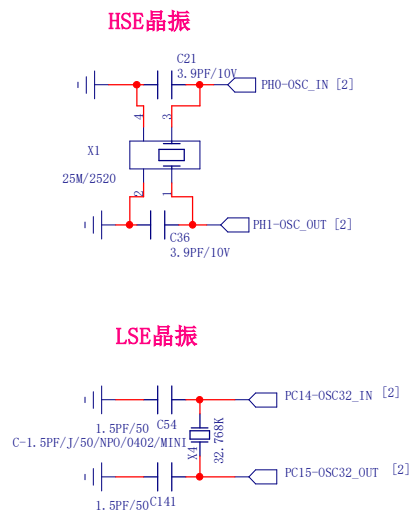 HSE晶振
C21
3.9PF/10V
PH0-OSC_IN [2]
4
3
X1
25M/2520
2
1
PH1-OSC_OUT [2]
C36
3.9PF/10V
LSE晶振
PC14-OSC32_IN [2]
1.5PF/50
C54
C-1.5PF/J/50/NPO/0402/MINI
X4
32.768K
PC15-OSC32_OUT [2]
1.5PF/50
C141